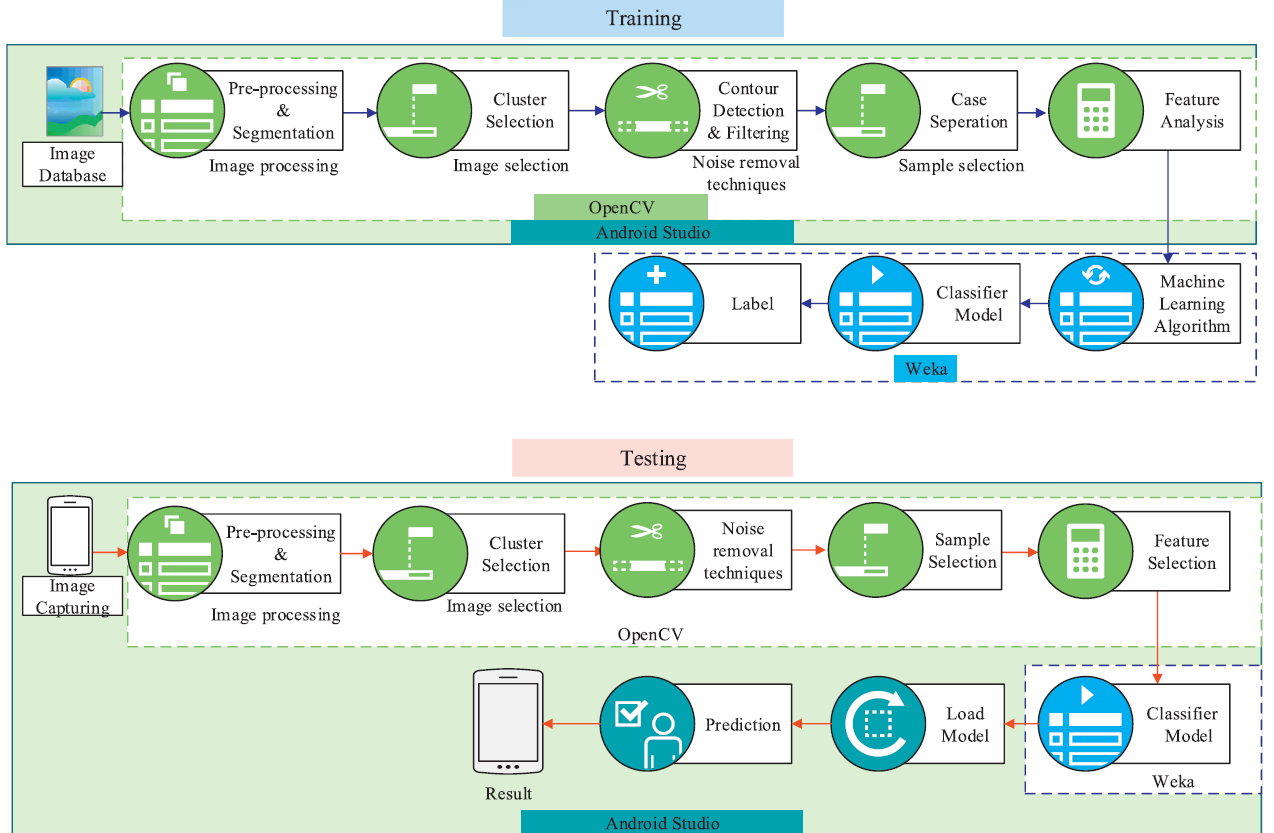 Training
Image
Database
Pre-processing
&
Segmentation
Image processing
Cluster
Selection
Image selection
Contour
Detection
& Filtering
Noise removal
techniques
Case
Seperation
Sample selection
Feature
Analysis
OpenCV
Android Studio
Machine
Learning
Algorithm
Classifier
Model
Label
Weka
Testing
Image
Capturing
Pre-processing
&
Segmentation
Image processing
Cluster
Selection
Image selection
Noise
removal
techniques
Sample
Selection
Feature
Selection
OpenCV
Classifier
Model
Weka
Load
Model
Prediction
Result
Android Studio